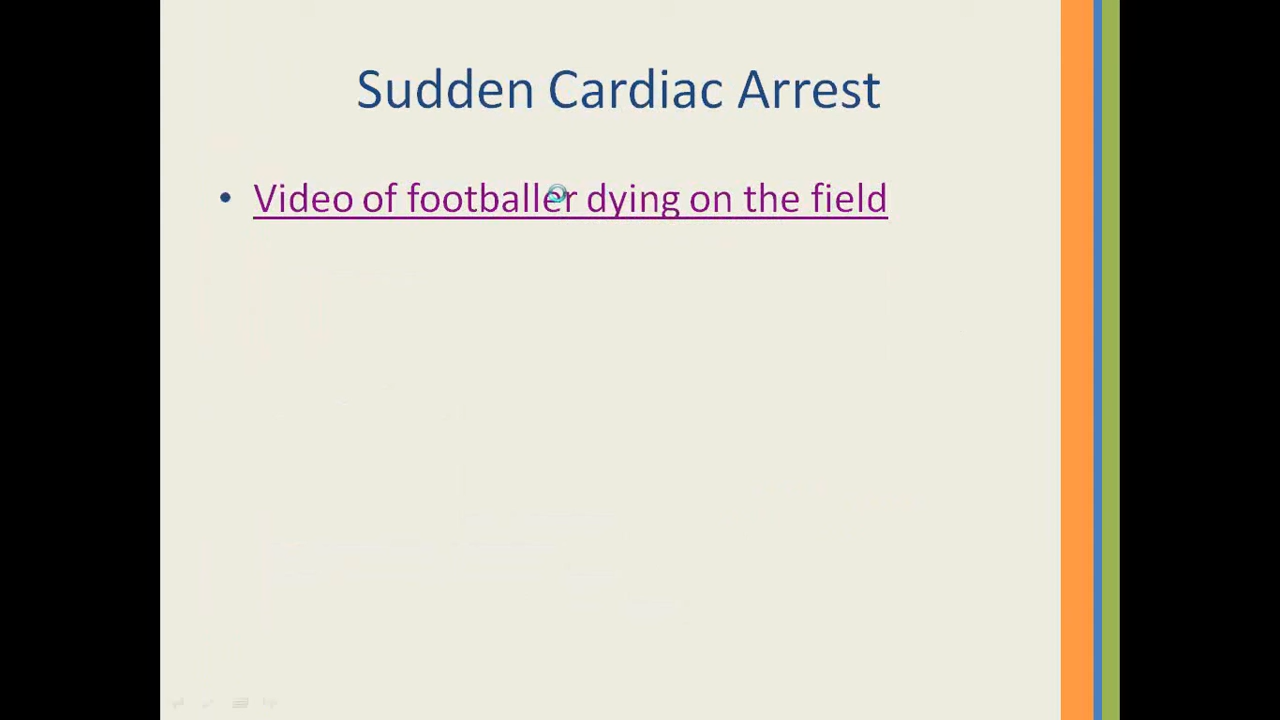 Sudden Cardiac Arrest
• Video of footballer dying on the field